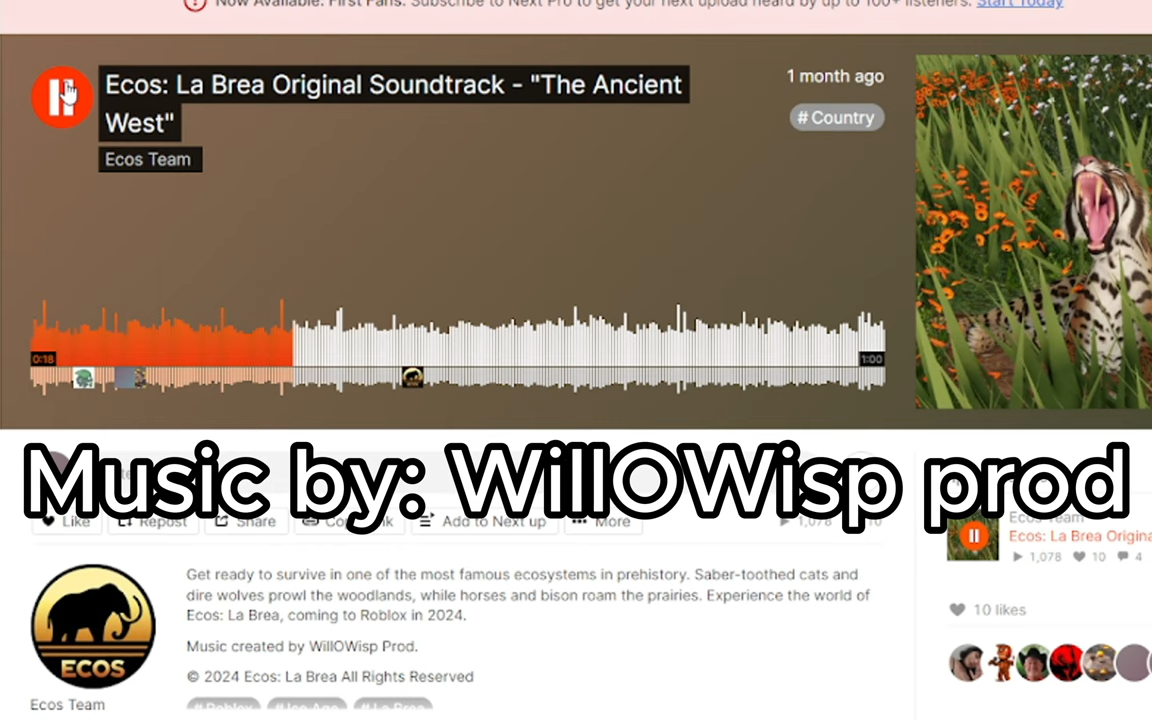 Now Available: First Fans. Subscribe to Next Pro to get your next upload heard by up to 100+ listeners. Start Today
Ecos: La Brea Original Soundtrack - "The Ancient
West"
Ecos Team
1 month ago
# Country
0:18
1:00
Music by: WillOWisp prod
Like
Repost
Share
Add to Next up
More
1,078
10
Ecos Team
Ecos: La Brea Origina
1,078
10
4
10 likes
Get ready to survive in one of the most famous ecosystems in prehistory. Saber-toothed cats and
dire wolves prowl the woodlands, while horses and bison roam the prairies. Experience the world of
Ecos: La Brea, coming to Roblox in 2024.
Music created by WillOWisp Prod.
© 2024 Ecos: La Brea All Rights Reserved
# Roblox
# Ice Age
# La Brea
ECOS
Ecos Team